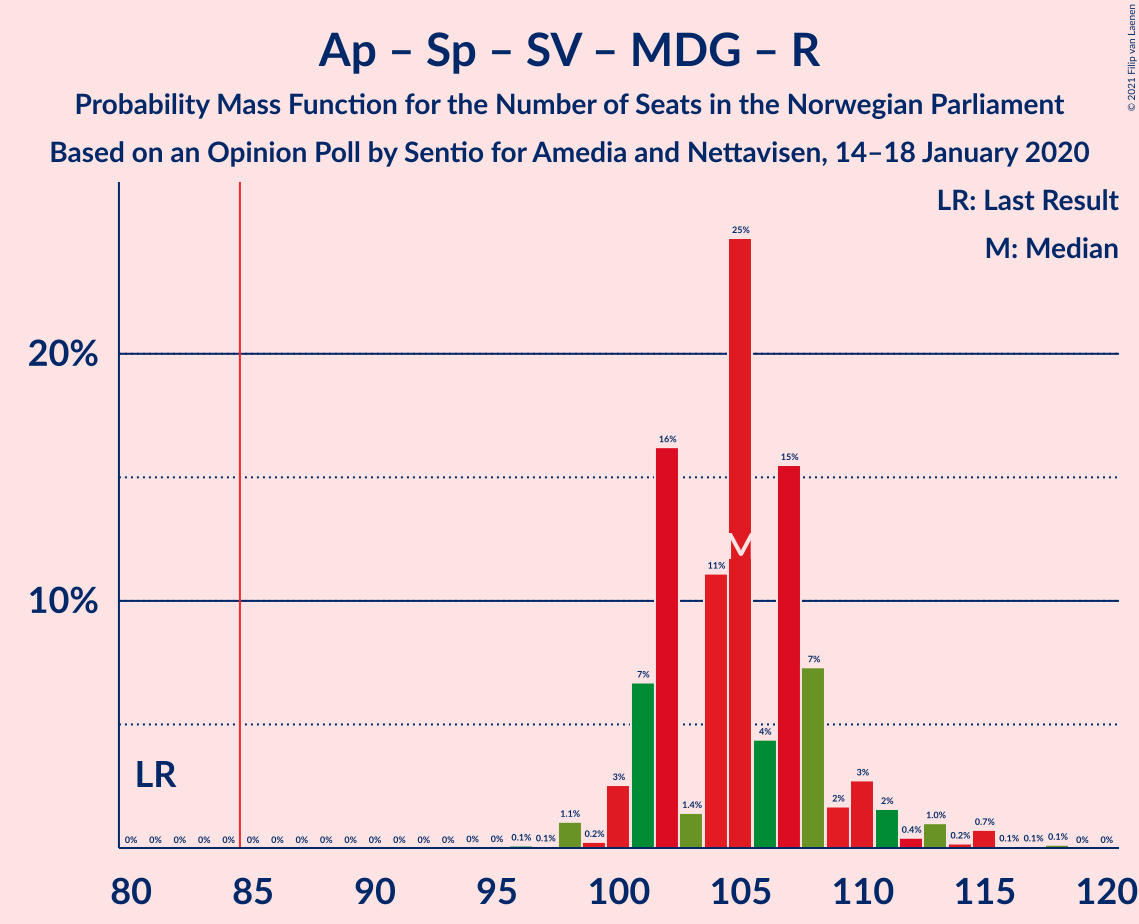 Ap – Sp – SV – MDG – R
Probability Mass Function for the Number of Seats in the Norwegian Parliament
Based on an Opinion Poll by Sentio for Amedia and Nettavisen, 14–18 January 2020
© 2021 Filip van Laenen
LR: Last Result
M: Median
20%
10%
LR
M
0% 0% 0% 0% 0% 0% 0% 0% 0% 0% 0% 0% 0% 0% 0% 0% 0.1% 0.1% 1.1% 0.2% 3% 7% 16% 1.4% 11% 25% 4% 15% 7% 2% 3% 2% 0.4% 1.0% 0.2% 0.7% 0.1% 0.1% 0.1% 0% 0%
80 85 90 95 100 105 110 115 120